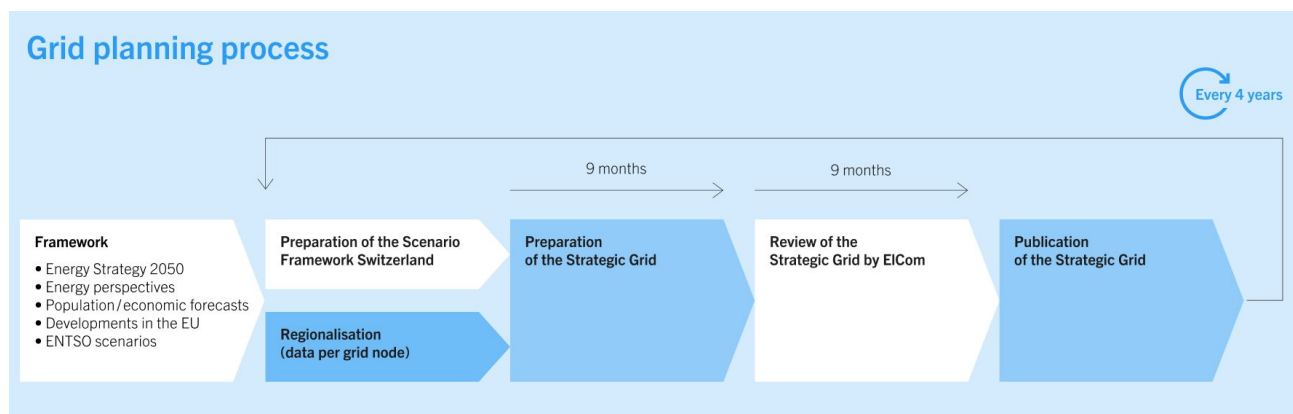 Grid planning process
Every 4 years
9 months
9 months
Framework
• Energy Strategy 2050
• Energy perspectives
• Population/economic forecasts
• Developments in the EU
• ENTSO scenarios
Preparation of the Scenario
Framework Switzerland
Regionalisation
(data per grid node)
Preparation
of the Strategic Grid
Review of the
Strategic Grid by ElCom
Publication
of the Strategic Grid